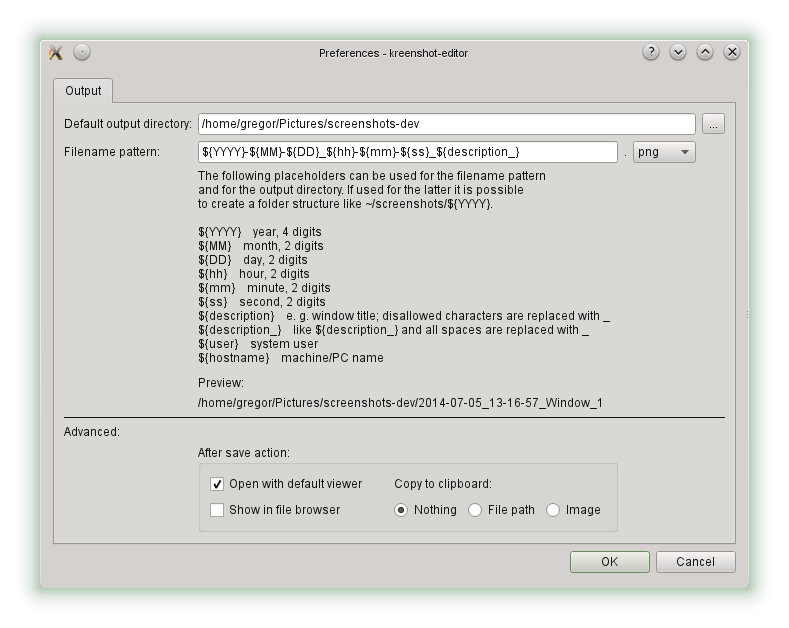 Preferences - kreenshot-editor
Output
Default output directory: /home/gregor/Pictures/screenshots-dev ...
Filename pattern: ${YYYY}-${MM}-${DD}_${hh}-${mm}-${ss}_${description_} . png
The following placeholders can be used for the filename pattern
and for the output directory. If used for the latter it is possible
to create a folder structure like ~/screenshots/${YYYY}.
${YYYY} year, 4 digits
${MM} month, 2 digits
${DD} day, 2 digits
${hh} hour, 2 digits
${mm} minute, 2 digits
${ss} second, 2 digits
${description} e. g. window title; disallowed characters are replaced with _
${description_} like ${description_} and all spaces are replaced with _
${user} system user
${hostname} machine/PC name
Preview:
/home/gregor/Pictures/screenshots-dev/2014-07-05_13-16-57_Window_1
Advanced:
After save action:
Open with default viewer Copy to clipboard:
Show in file browser Nothing File path Image
OK Cancel